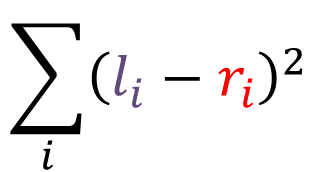 ∑ᵢ(lᵢ − rᵢ)²